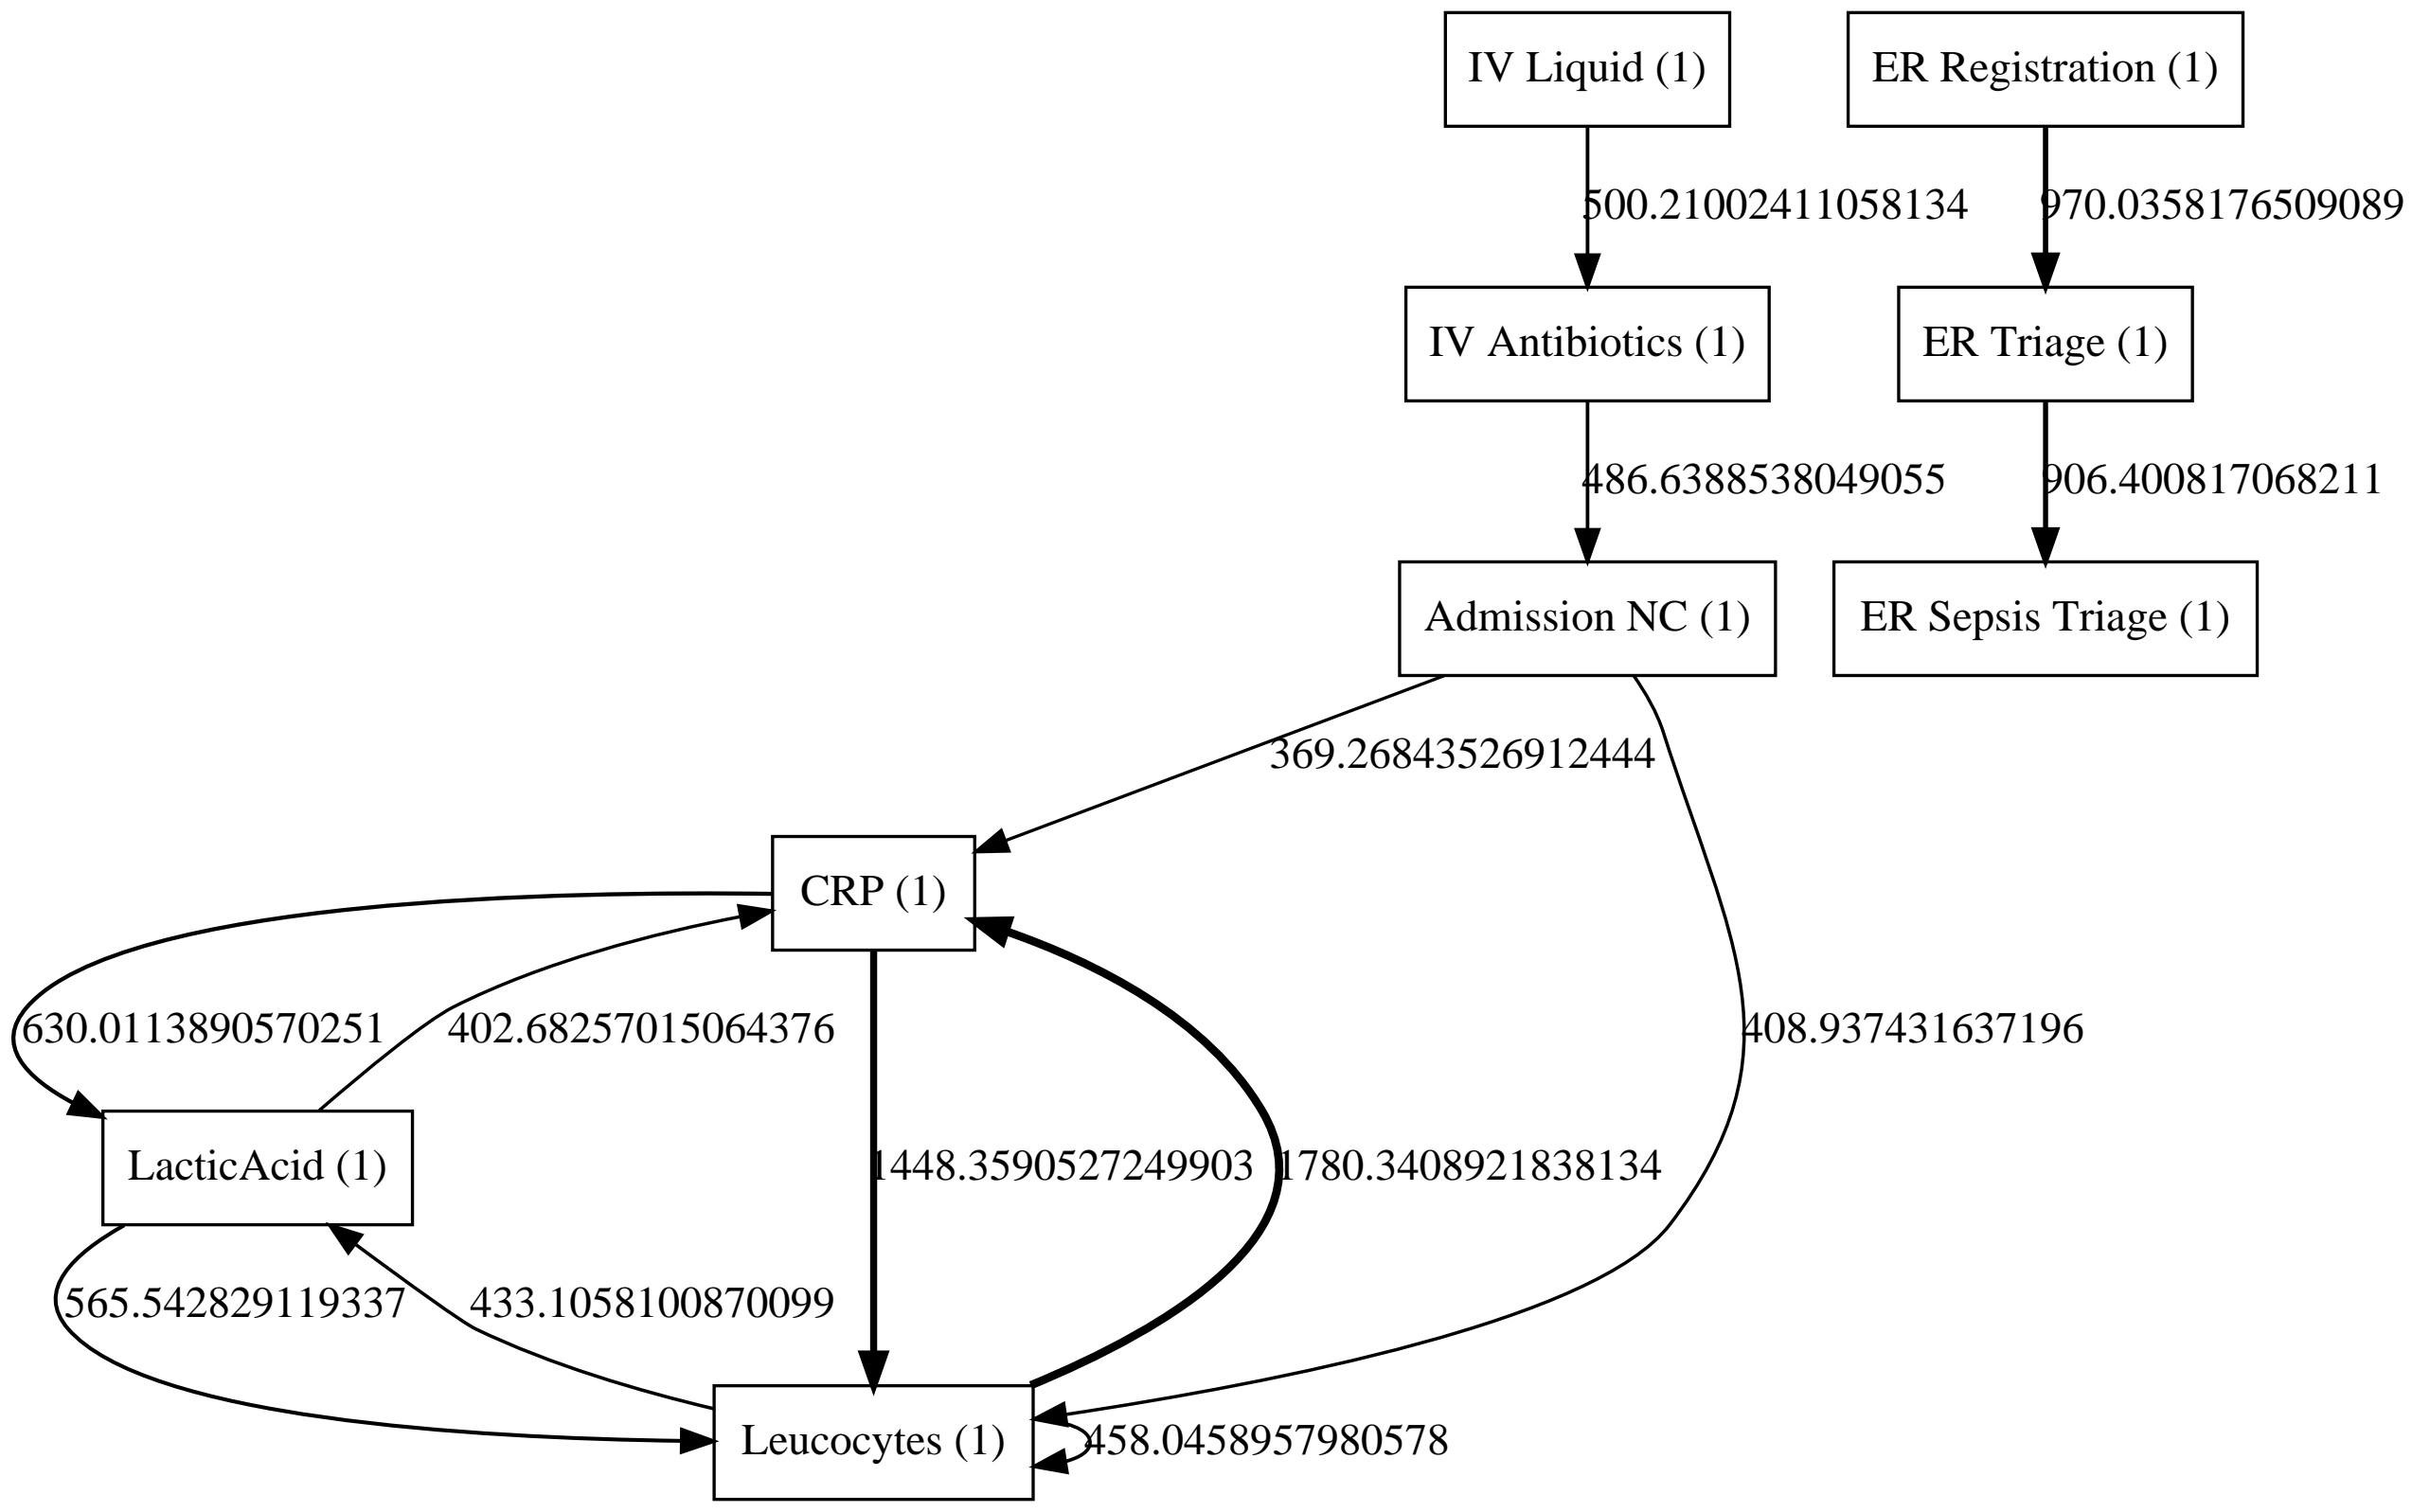 IV Liquid (1)
ER Registration (1)
500.21002411058134
970.0358176509089
IV Antibiotics (1)
ER Triage (1)
486.6388538049055
906.400817068211
Admission NC (1)
ER Sepsis Triage (1)
369.26843526912444
CRP (1)
630.0113890570251
402.68257015064376
408.937431637196
LacticAcid (1)
1448.3590527249903
1780.3408921838134
565.542829119337
433.1058100870099
Leucocytes (1)
458.0458957980578